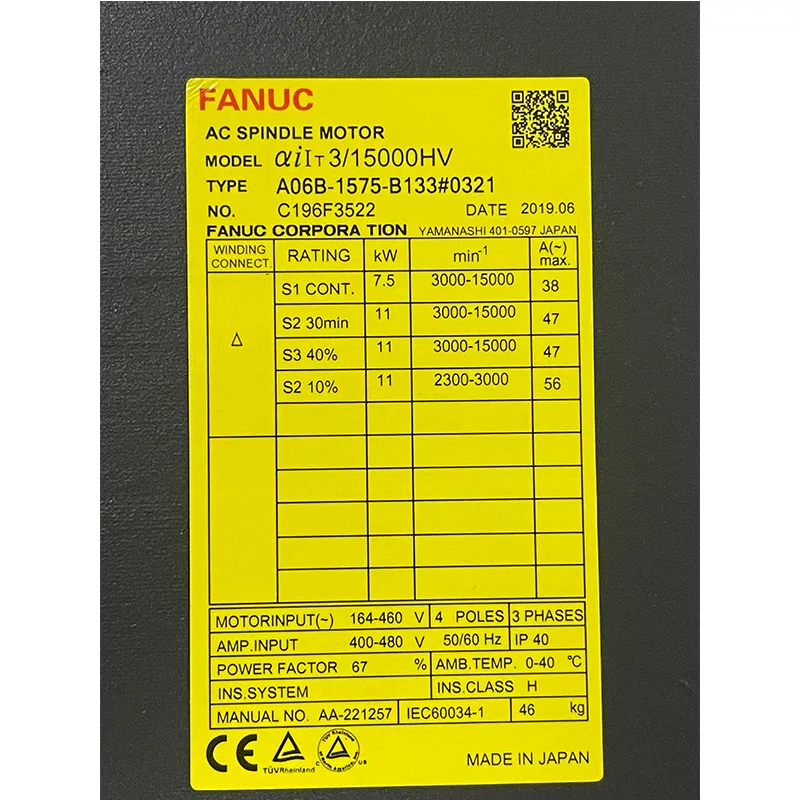 FANUC
AC SPINDLE MOTOR
MODEL αiIT3/15000HV
TYPE A06B-1575-B133#0321
NO. C196F3522 DATE 2019.06
FANUC CORPORA TION YAMANASHI 401-0597 JAPAN
WINDING CONNECT. RATING kW min-1 A(~) max.
△ S1 CONT. 7.5 3000-15000 38
S2 30min 11 3000-15000 47
S3 40% 11 3000-15000 47
S2 10% 11 2300-3000 56
MOTORINPUT(~) 164-460 V 4 POLES 3 PHASES
AMP.INPUT 400-480 V 50/60 Hz IP 40
POWER FACTOR 67 % AMB.TEMP. 0-40 ℃
INS.SYSTEM INS.CLASS H
MANUAL NO. AA-221257 IEC60034-1 46 kg
CE TÜVRheinland C US
MADE IN JAPAN